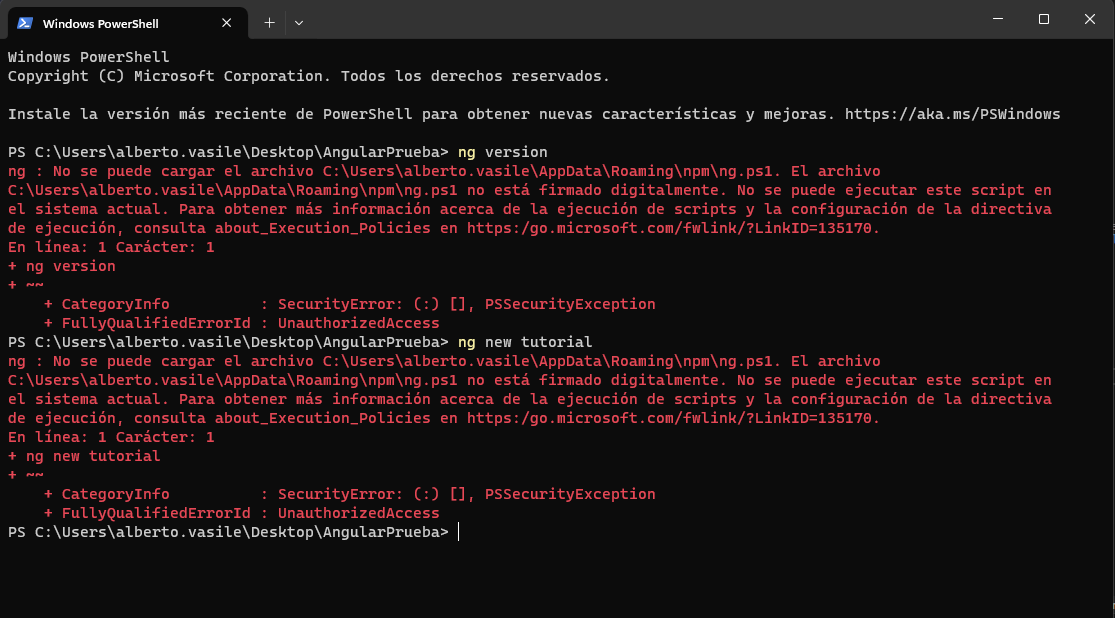 Windows PowerShell
Windows PowerShell
Copyright (C) Microsoft Corporation. Todos los derechos reservados.
Instale la versión más reciente de PowerShell para obtener nuevas características y mejoras. https://aka.ms/PSWindows
PS C:\Users\alberto.vasile\Desktop\AngularPrueba> ng version
ng : No se puede cargar el archivo C:\Users\alberto.vasile\AppData\Roaming\npm\ng.ps1. El archivo
C:\Users\alberto.vasile\AppData\Roaming\npm\ng.ps1 no está firmado digitalmente. No se puede ejecutar este script en
el sistema actual. Para obtener más información acerca de la ejecución de scripts y la configuración de la directiva
de ejecución, consulta about_Execution_Policies en https:/go.microsoft.com/fwlink/?LinkID=135170.
En línea: 1 Carácter: 1
+ ng version
+ ~~
+ CategoryInfo          : SecurityError: (:) [], PSSecurityException
+ FullyQualifiedErrorId : UnauthorizedAccess
PS C:\Users\alberto.vasile\Desktop\AngularPrueba> ng new tutorial
ng : No se puede cargar el archivo C:\Users\alberto.vasile\AppData\Roaming\npm\ng.ps1. El archivo
C:\Users\alberto.vasile\AppData\Roaming\npm\ng.ps1 no está firmado digitalmente. No se puede ejecutar este script en
el sistema actual. Para obtener más información acerca de la ejecución de scripts y la configuración de la directiva
de ejecución, consulta about_Execution_Policies en https:/go.microsoft.com/fwlink/?LinkID=135170.
En línea: 1 Carácter: 1
+ ng new tutorial
+ ~~
+ CategoryInfo          : SecurityError: (:) [], PSSecurityException
+ FullyQualifiedErrorId : UnauthorizedAccess
PS C:\Users\alberto.vasile\Desktop\AngularPrueba>